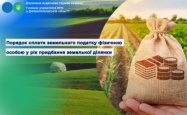 Державна податкова служба України
Порядок сплати земельного податку фізичною
особою у рік придбання земельної ділянки